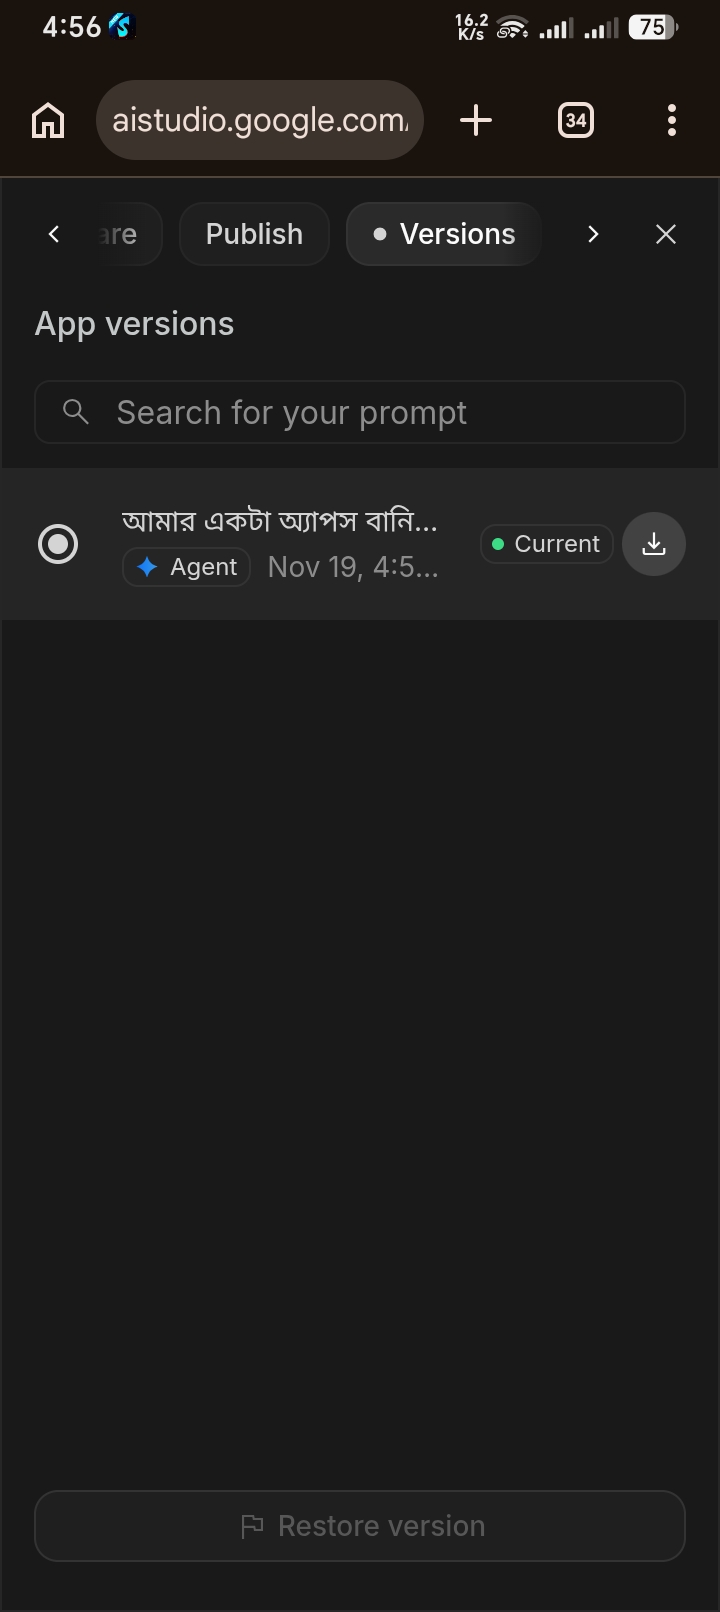 4:56
16.2 K/s
75
aistudio.google.com/
34
are
Publish
Versions
App versions
Search for your prompt
আমার একটা অ্যাপস বানি...
Current
Agent
Nov 19, 4:5...
Restore version